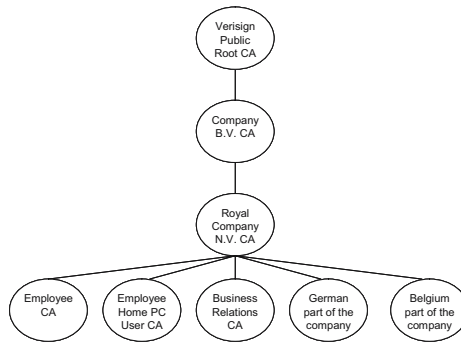 Verisign
Public
Root CA
Company
B.V. CA
Royal
Company
N.V. CA
Employee
CA
Employee
Home PC
User CA
Business
Relations
CA
German
part of the
company
Belgium
part of the
company